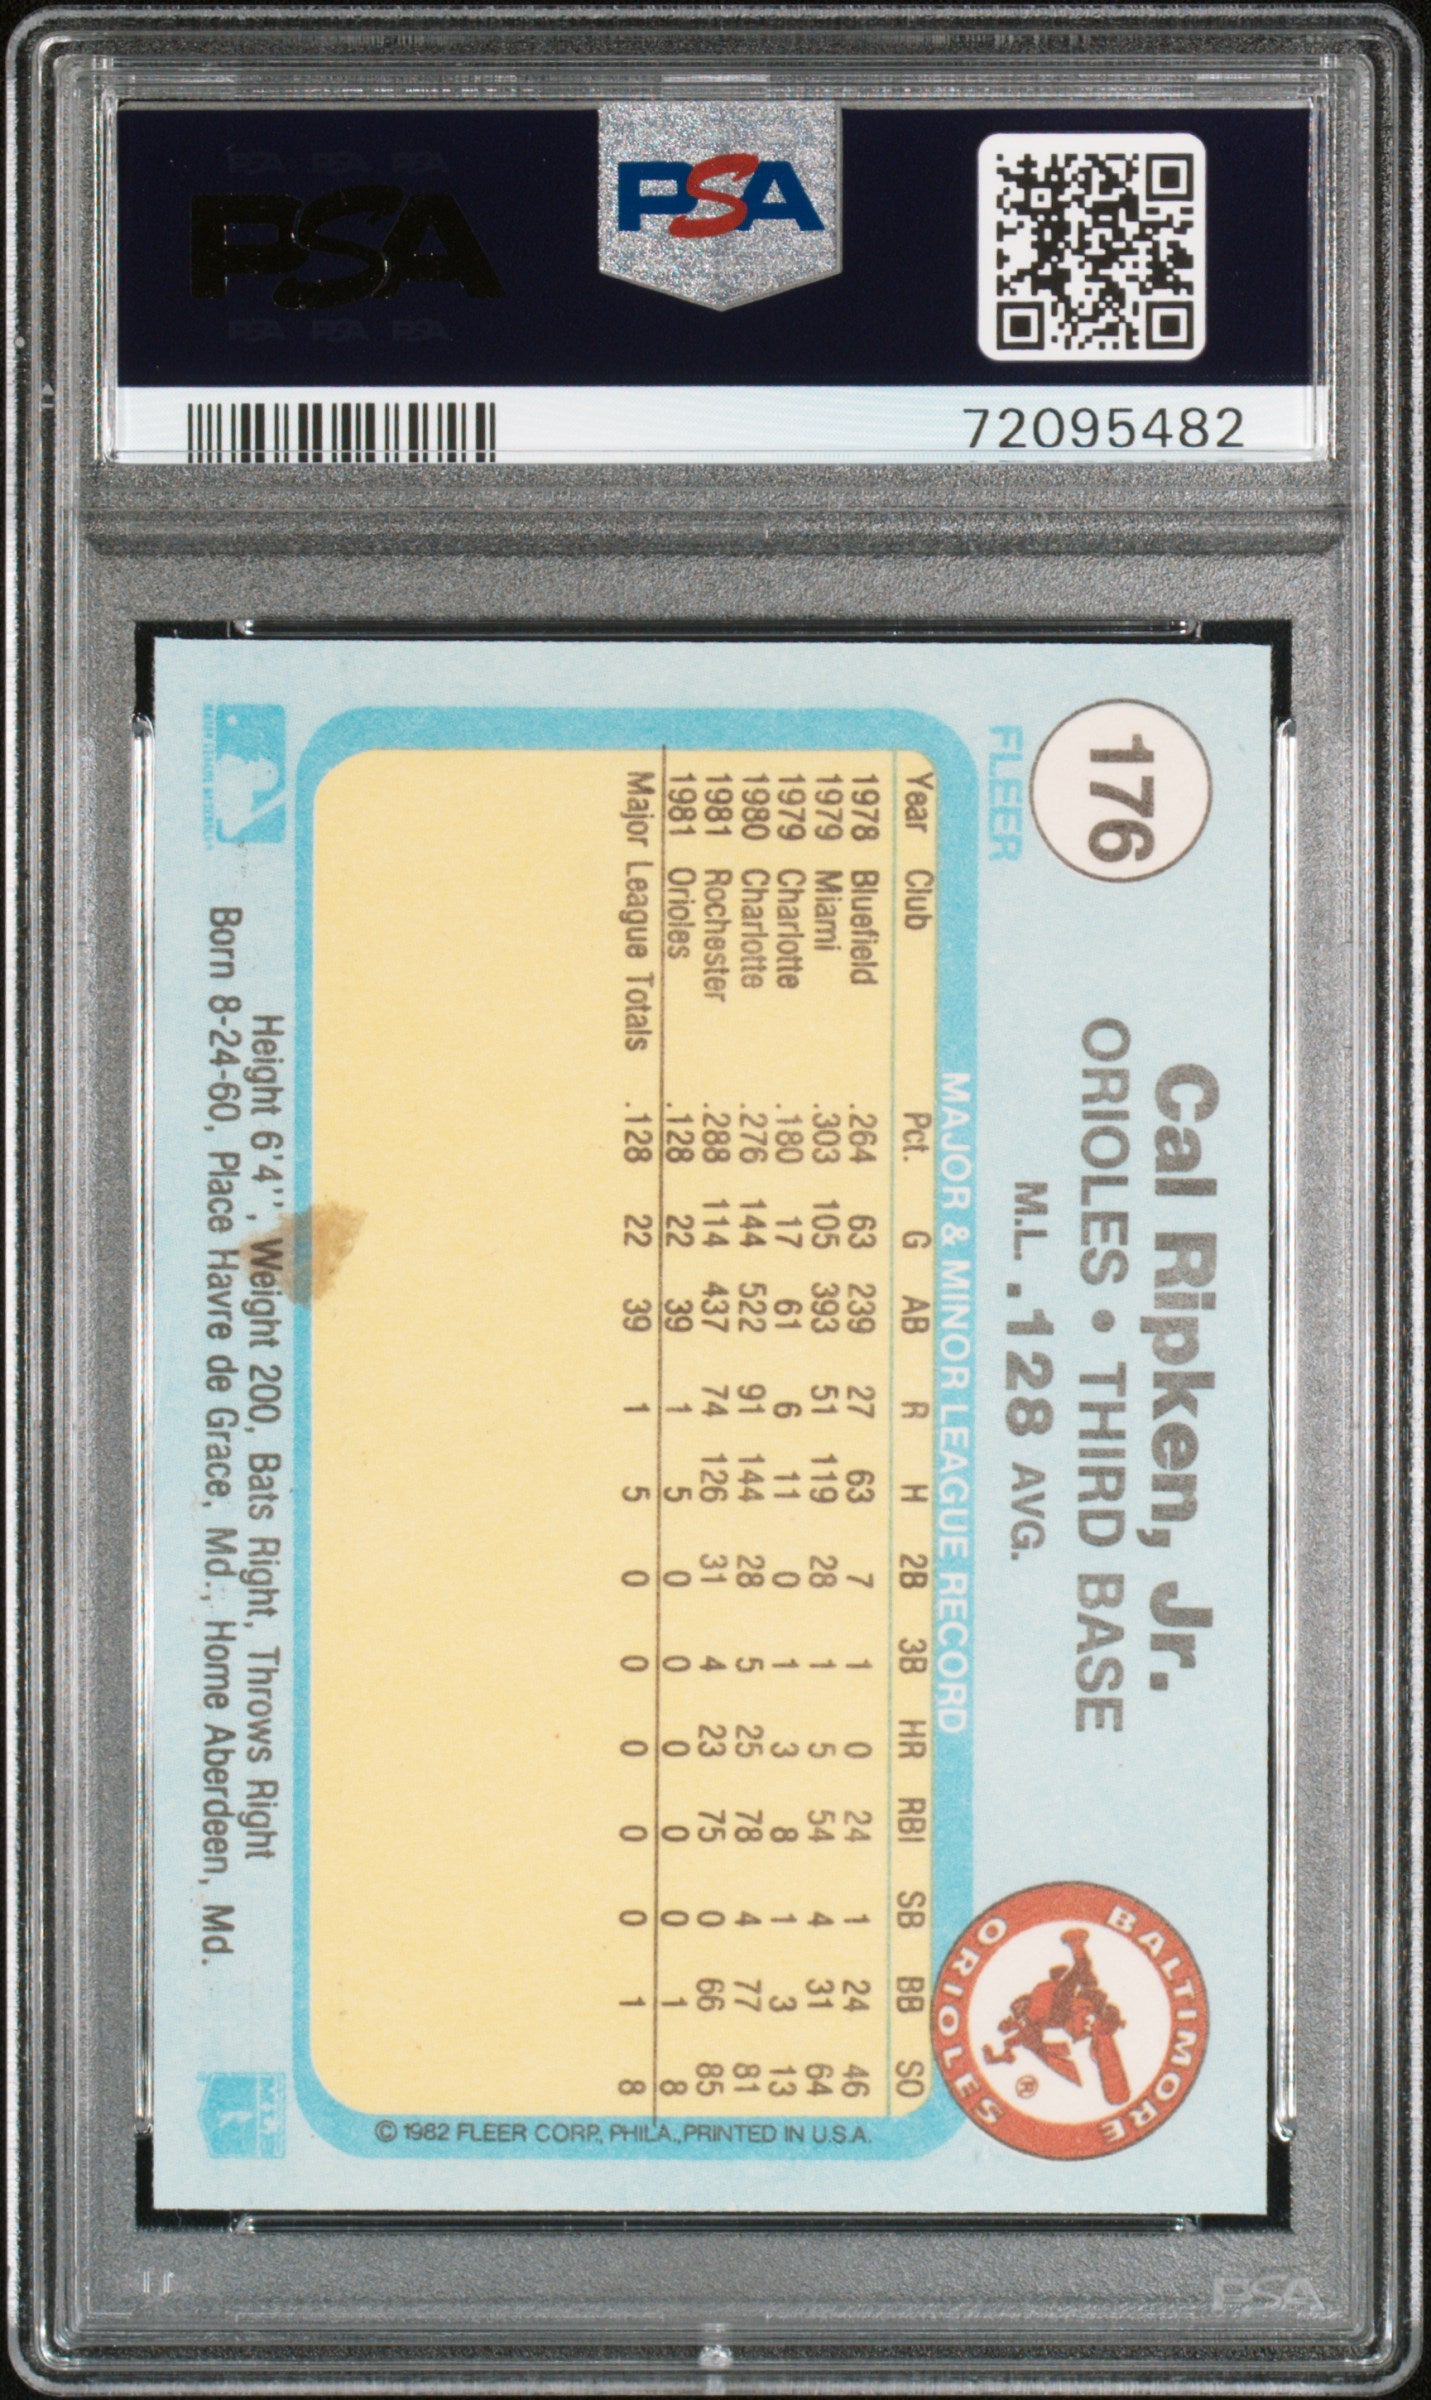 PSA PSA PSA
PSA
PSA PSA PSA
PSA
72095482
176
FLEER
Cal Ripken, Jr.
ORIOLES • THIRD BASE
M.L. .128 AVG.
BALTIMORE
ORIOLES
®
MAJOR & MINOR LEAGUE RECORD
Year Club Pct. G AB R H 2B 3B HR RBI SB BB SO
1978 Bluefield .264 63 239 27 63 7 1 0 24 1 24 46
1979 Miami .303 105 393 51 119 28 1 5 54 4 31 64
1979 Charlotte .180 17 61 6 11 0 1 3 8 1 3 13
1980 Charlotte .276 144 522 91 144 28 5 25 78 4 77 81
1981 Rochester .288 114 437 74 126 31 4 23 75 0 66 85
1981 Orioles .128 22 39 1 5 0 0 0 0 0 1 8
Major League Totals .128 22 39 1 5 0 0 0 0 0 1 8
© 1982 FLEER CORP., PHILA., PRINTED IN U.S.A.
Height 6'4'', Weight 200, Bats Right, Throws Right
Born 8-24-60, Place Havre de Grace, Md., Home Aberdeen, Md.
PSA